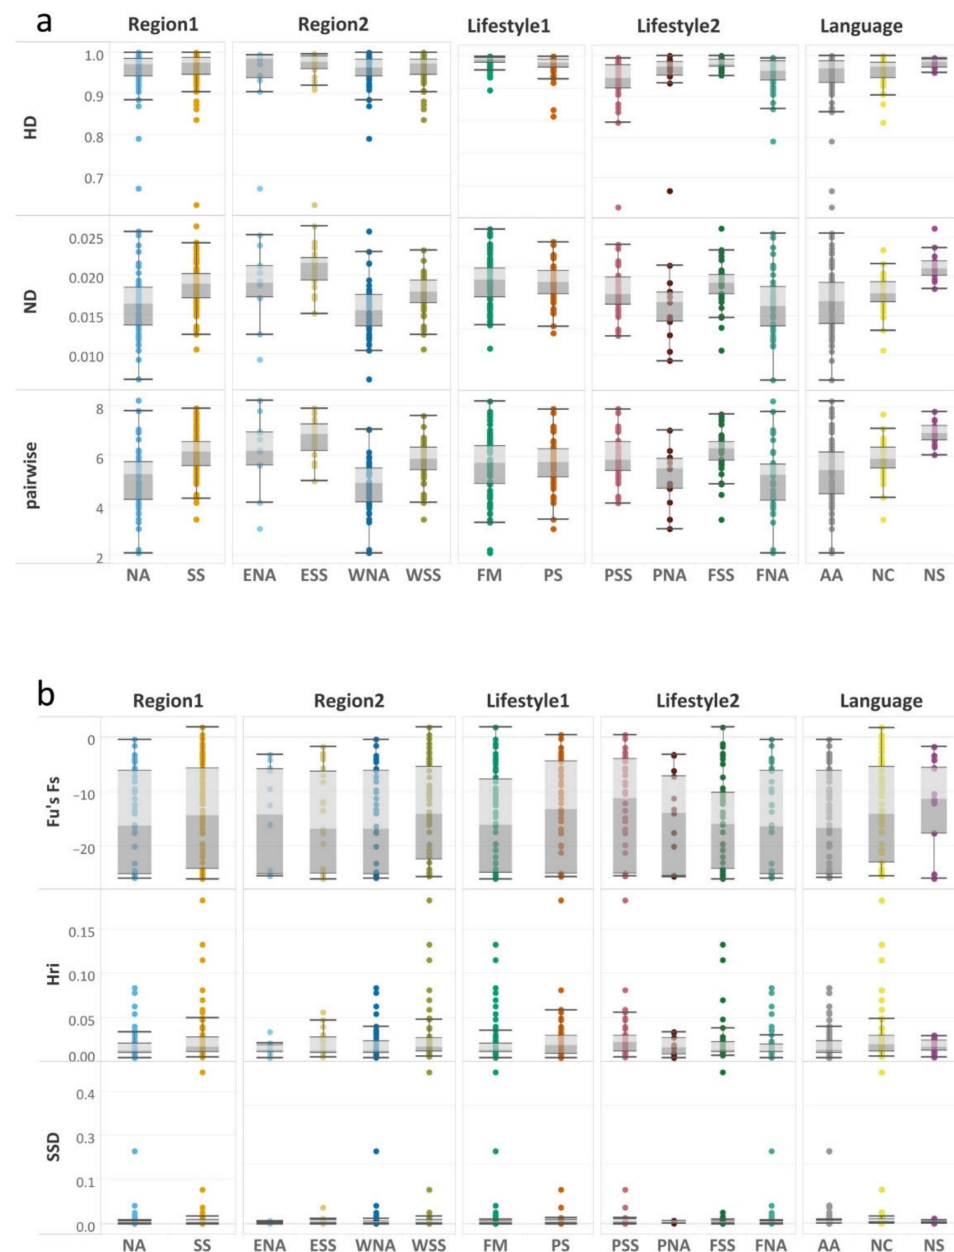 a
Region1 Region2 Lifestyle1 Lifestyle2 Language
HD
1.0
0.9
0.8
0.7
ND
0.025
0.020
0.015
0.010
pairwise
8
6
4
2
NA SS ENA ESS WNA WSS FM PS PSS PNA FSS FNA AA NC NS
b
Region1 Region2 Lifestyle1 Lifestyle2 Language
Fu's Fs
0
−10
−20
Hri
0.15
0.10
0.05
0.00
SSD
0.4
0.3
0.1
0.0
NA SS ENA ESS WNA WSS FM PS PSS PNA FSS FNA AA NC NS